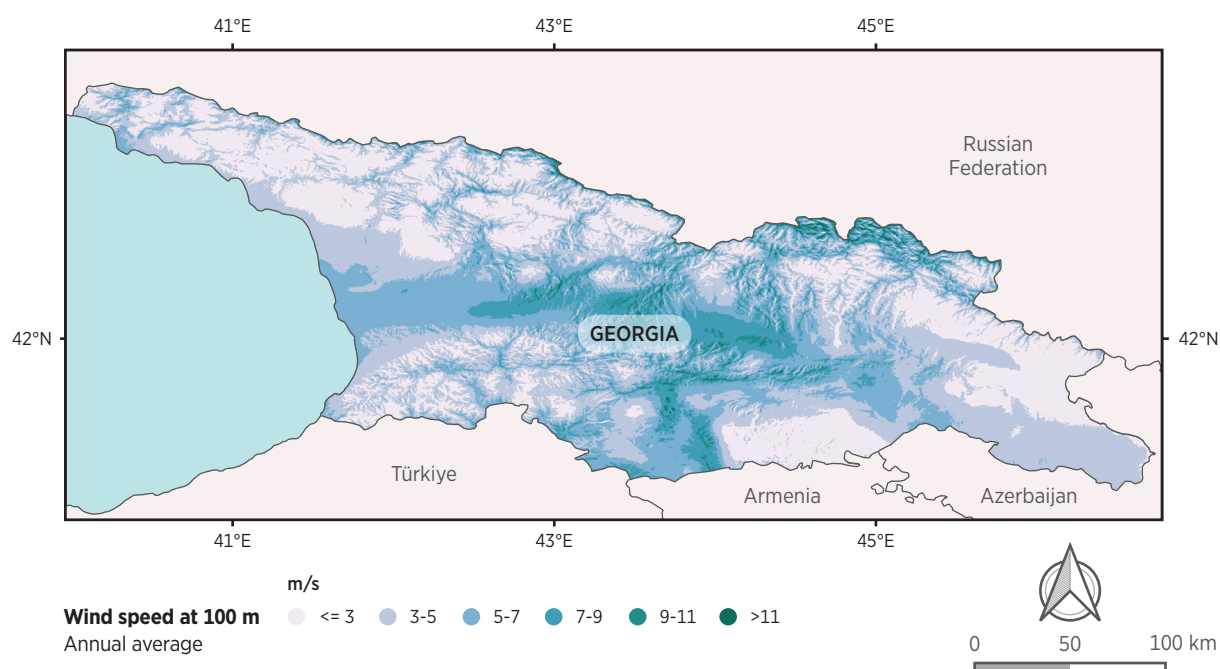 41°E 43°E 45°E
Russian
Federation
42°N 42°N
GEORGIA
Türkiye
Armenia
Azerbaijan
41°E 43°E 45°E
m/s
Wind speed at 100 m <= 3 3-5 5-7 7-9 9-11 >11
Annual average
0 50 100 km